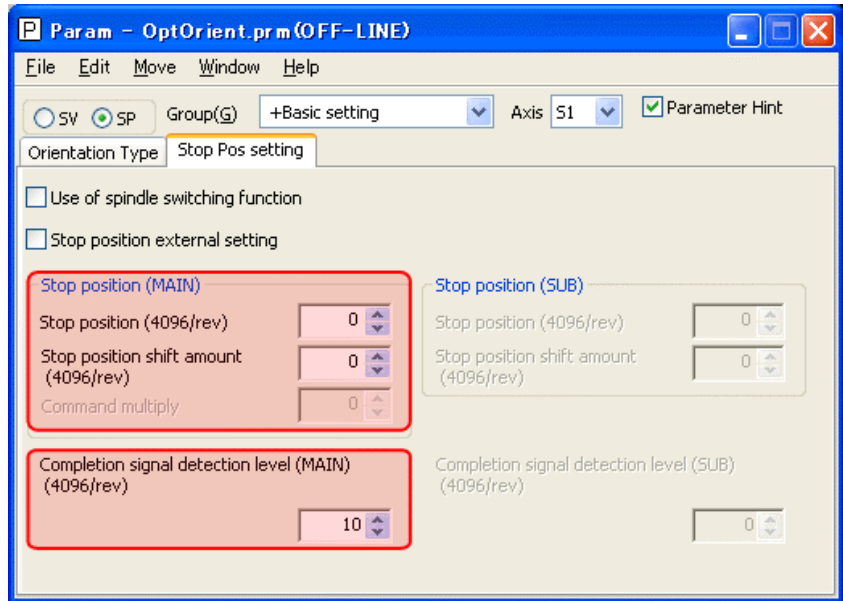 P Param - OptOrient.prm(OFF-LINE)
File Edit Move Window Help
SV SP Group(G) +Basic setting Axis S1 Parameter Hint
Orientation Type Stop Pos setting
Use of spindle switching function
Stop position external setting
Stop position (MAIN)
Stop position (4096/rev) 0
Stop position shift amount
(4096/rev) 0
Command multiply 0
Stop position (SUB)
Stop position (4096/rev) 0
Stop position shift amount
(4096/rev) 0
Completion signal detection level (MAIN)
(4096/rev)
10
Completion signal detection level (SUB)
(4096/rev)
0